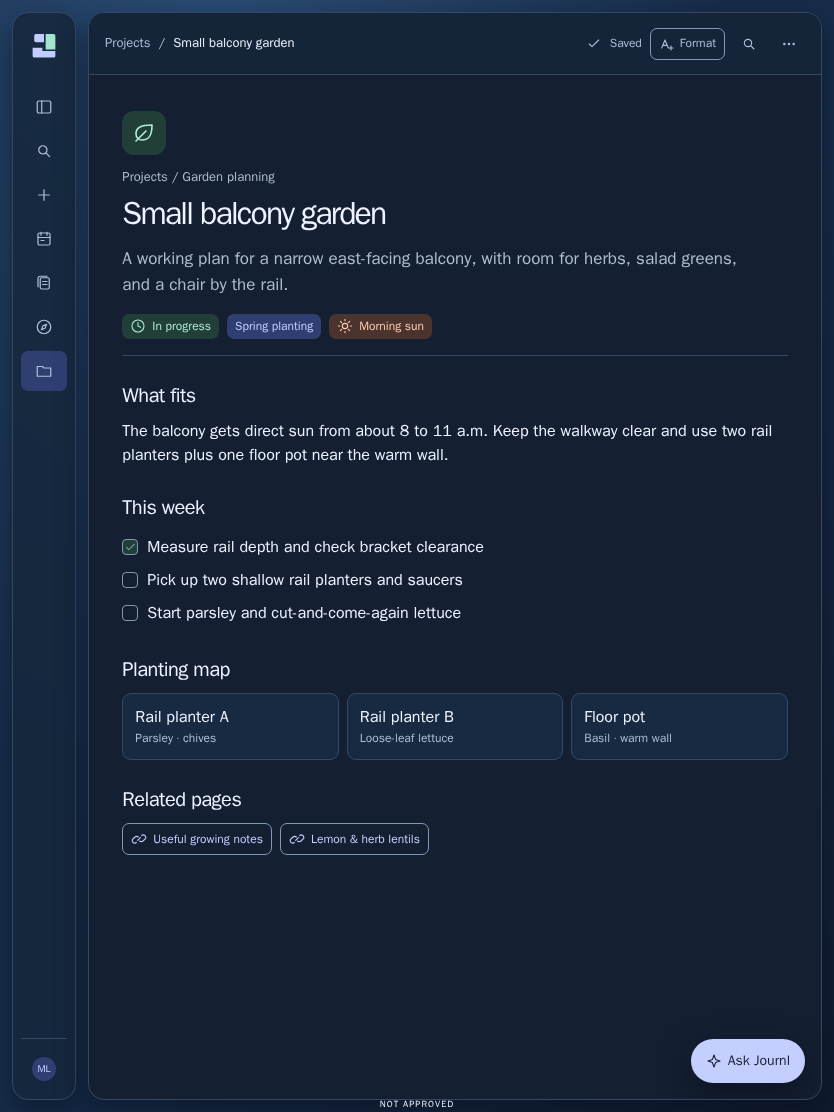 Projects / Small balcony garden
Saved
Format
Projects / Garden planning
Small balcony garden
A working plan for a narrow east-facing balcony, with room for herbs, salad greens,
and a chair by the rail.
In progress
Spring planting
Morning sun
What fits
The balcony gets direct sun from about 8 to 11 a.m. Keep the walkway clear and use two rail
planters plus one floor pot near the warm wall.
This week
Measure rail depth and check bracket clearance
Pick up two shallow rail planters and saucers
Start parsley and cut-and-come-again lettuce
Planting map
Rail planter A
Parsley · chives
Rail planter B
Loose-leaf lettuce
Floor pot
Basil · warm wall
Related pages
Useful growing notes
Lemon & herb lentils
ML
Ask Journl
NOT APPROVED